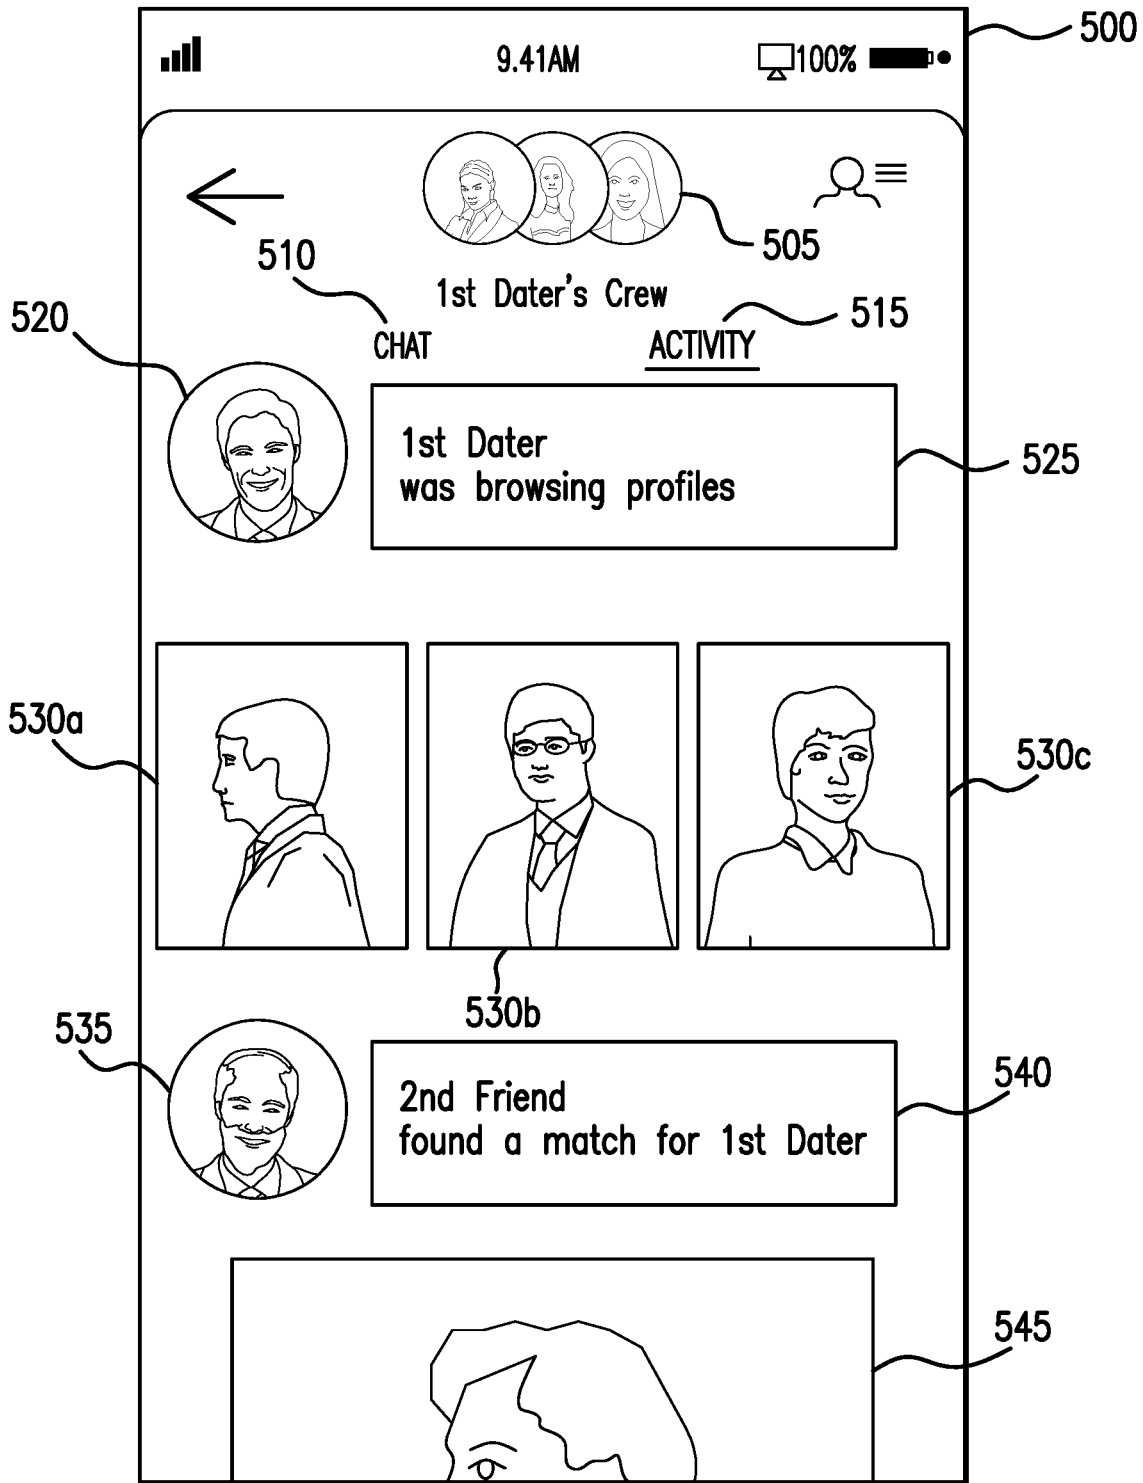 500
9.41AM
100%
505
510
1st Dater's Crew
515
520
CHAT
ACTIVITY
1st Dater
was browsing profiles
525
530a
530c
530b
535
2nd Friend
found a match for 1st Dater
540
545